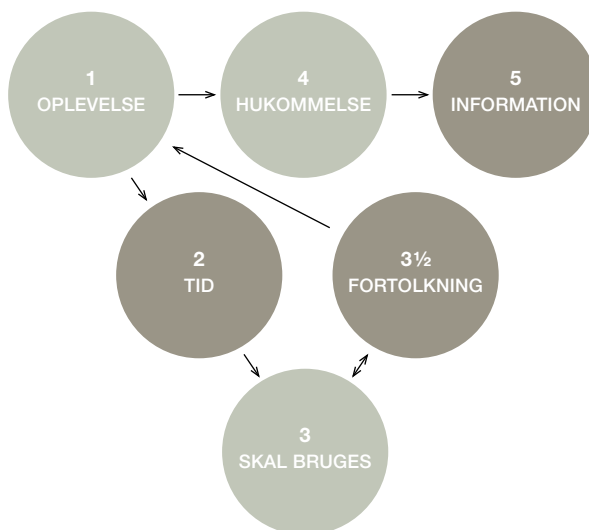 1
OPLEVELSE
4
HUKOMMELSE
5
INFORMATION
2
TID
3½
FORTOLKNING
3
SKAL BRUGES